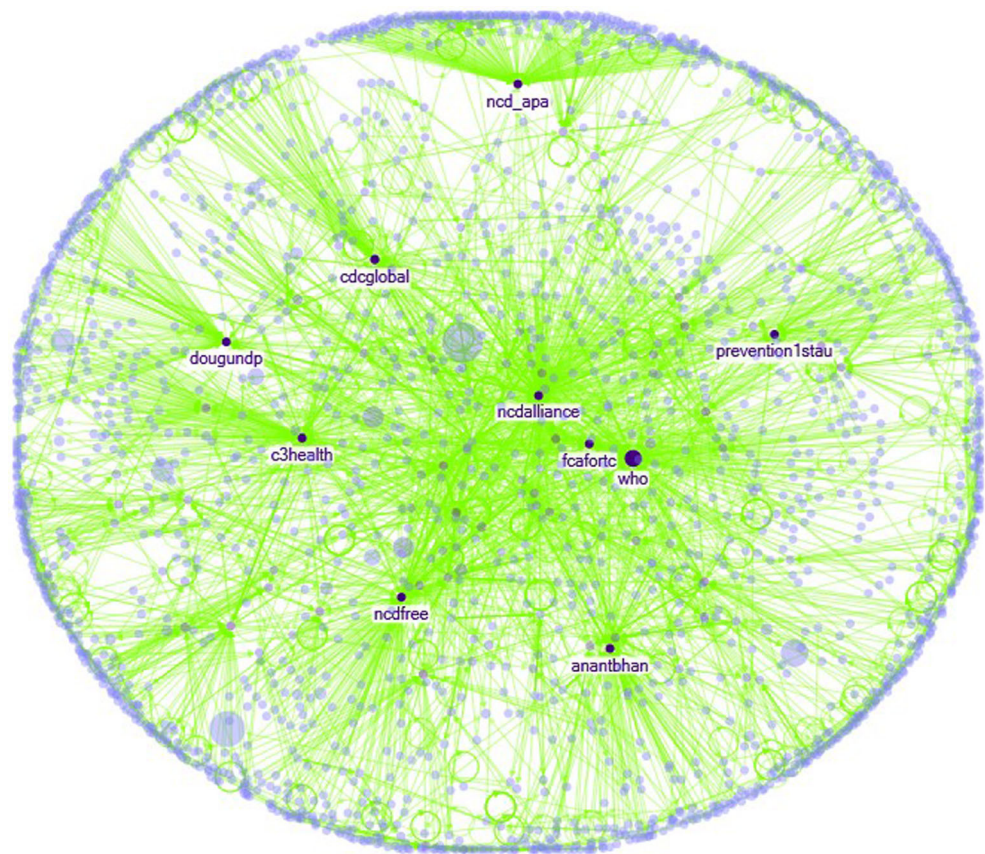 ncd_apa
cdcglobal
dougundp
prevention1stau
ncdalliance
c3health
fcafortc
who
ncdfree
anantbhan